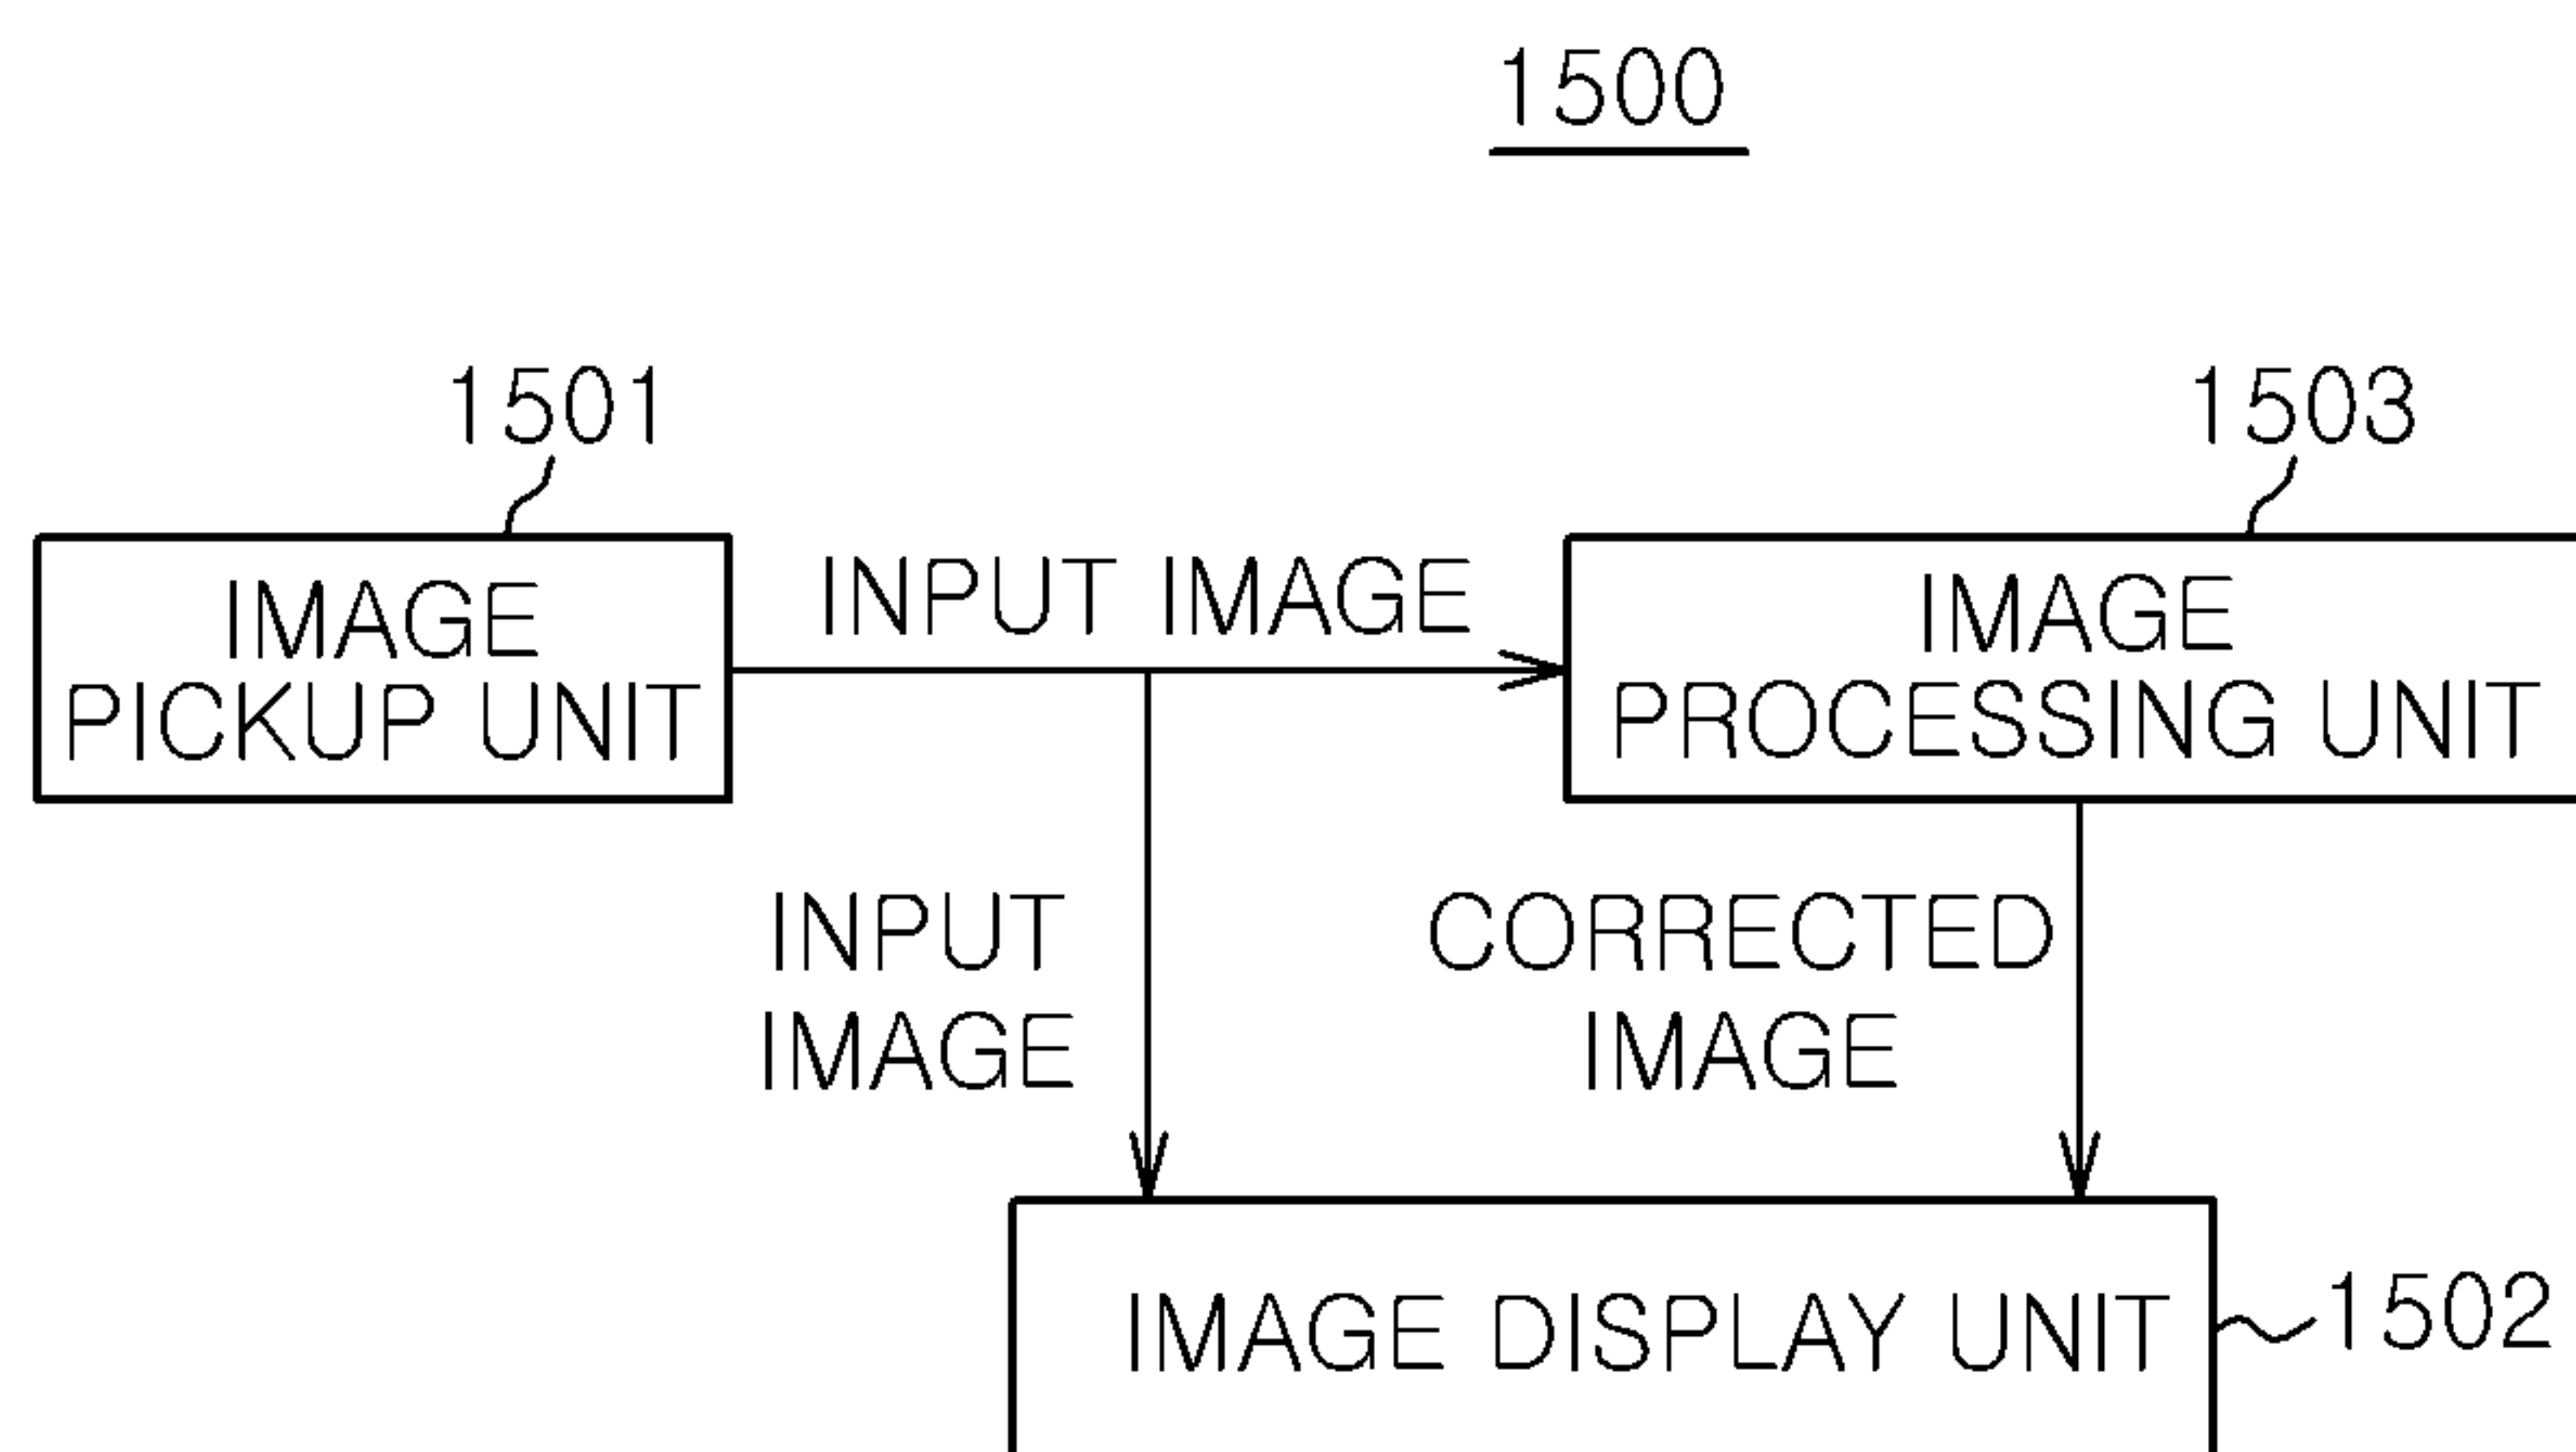 1500
1501
1503
IMAGE
PICKUP UNIT
INPUT IMAGE
IMAGE
PROCESSING UNIT
INPUT
IMAGE
CORRECTED
IMAGE
IMAGE DISPLAY UNIT
1502